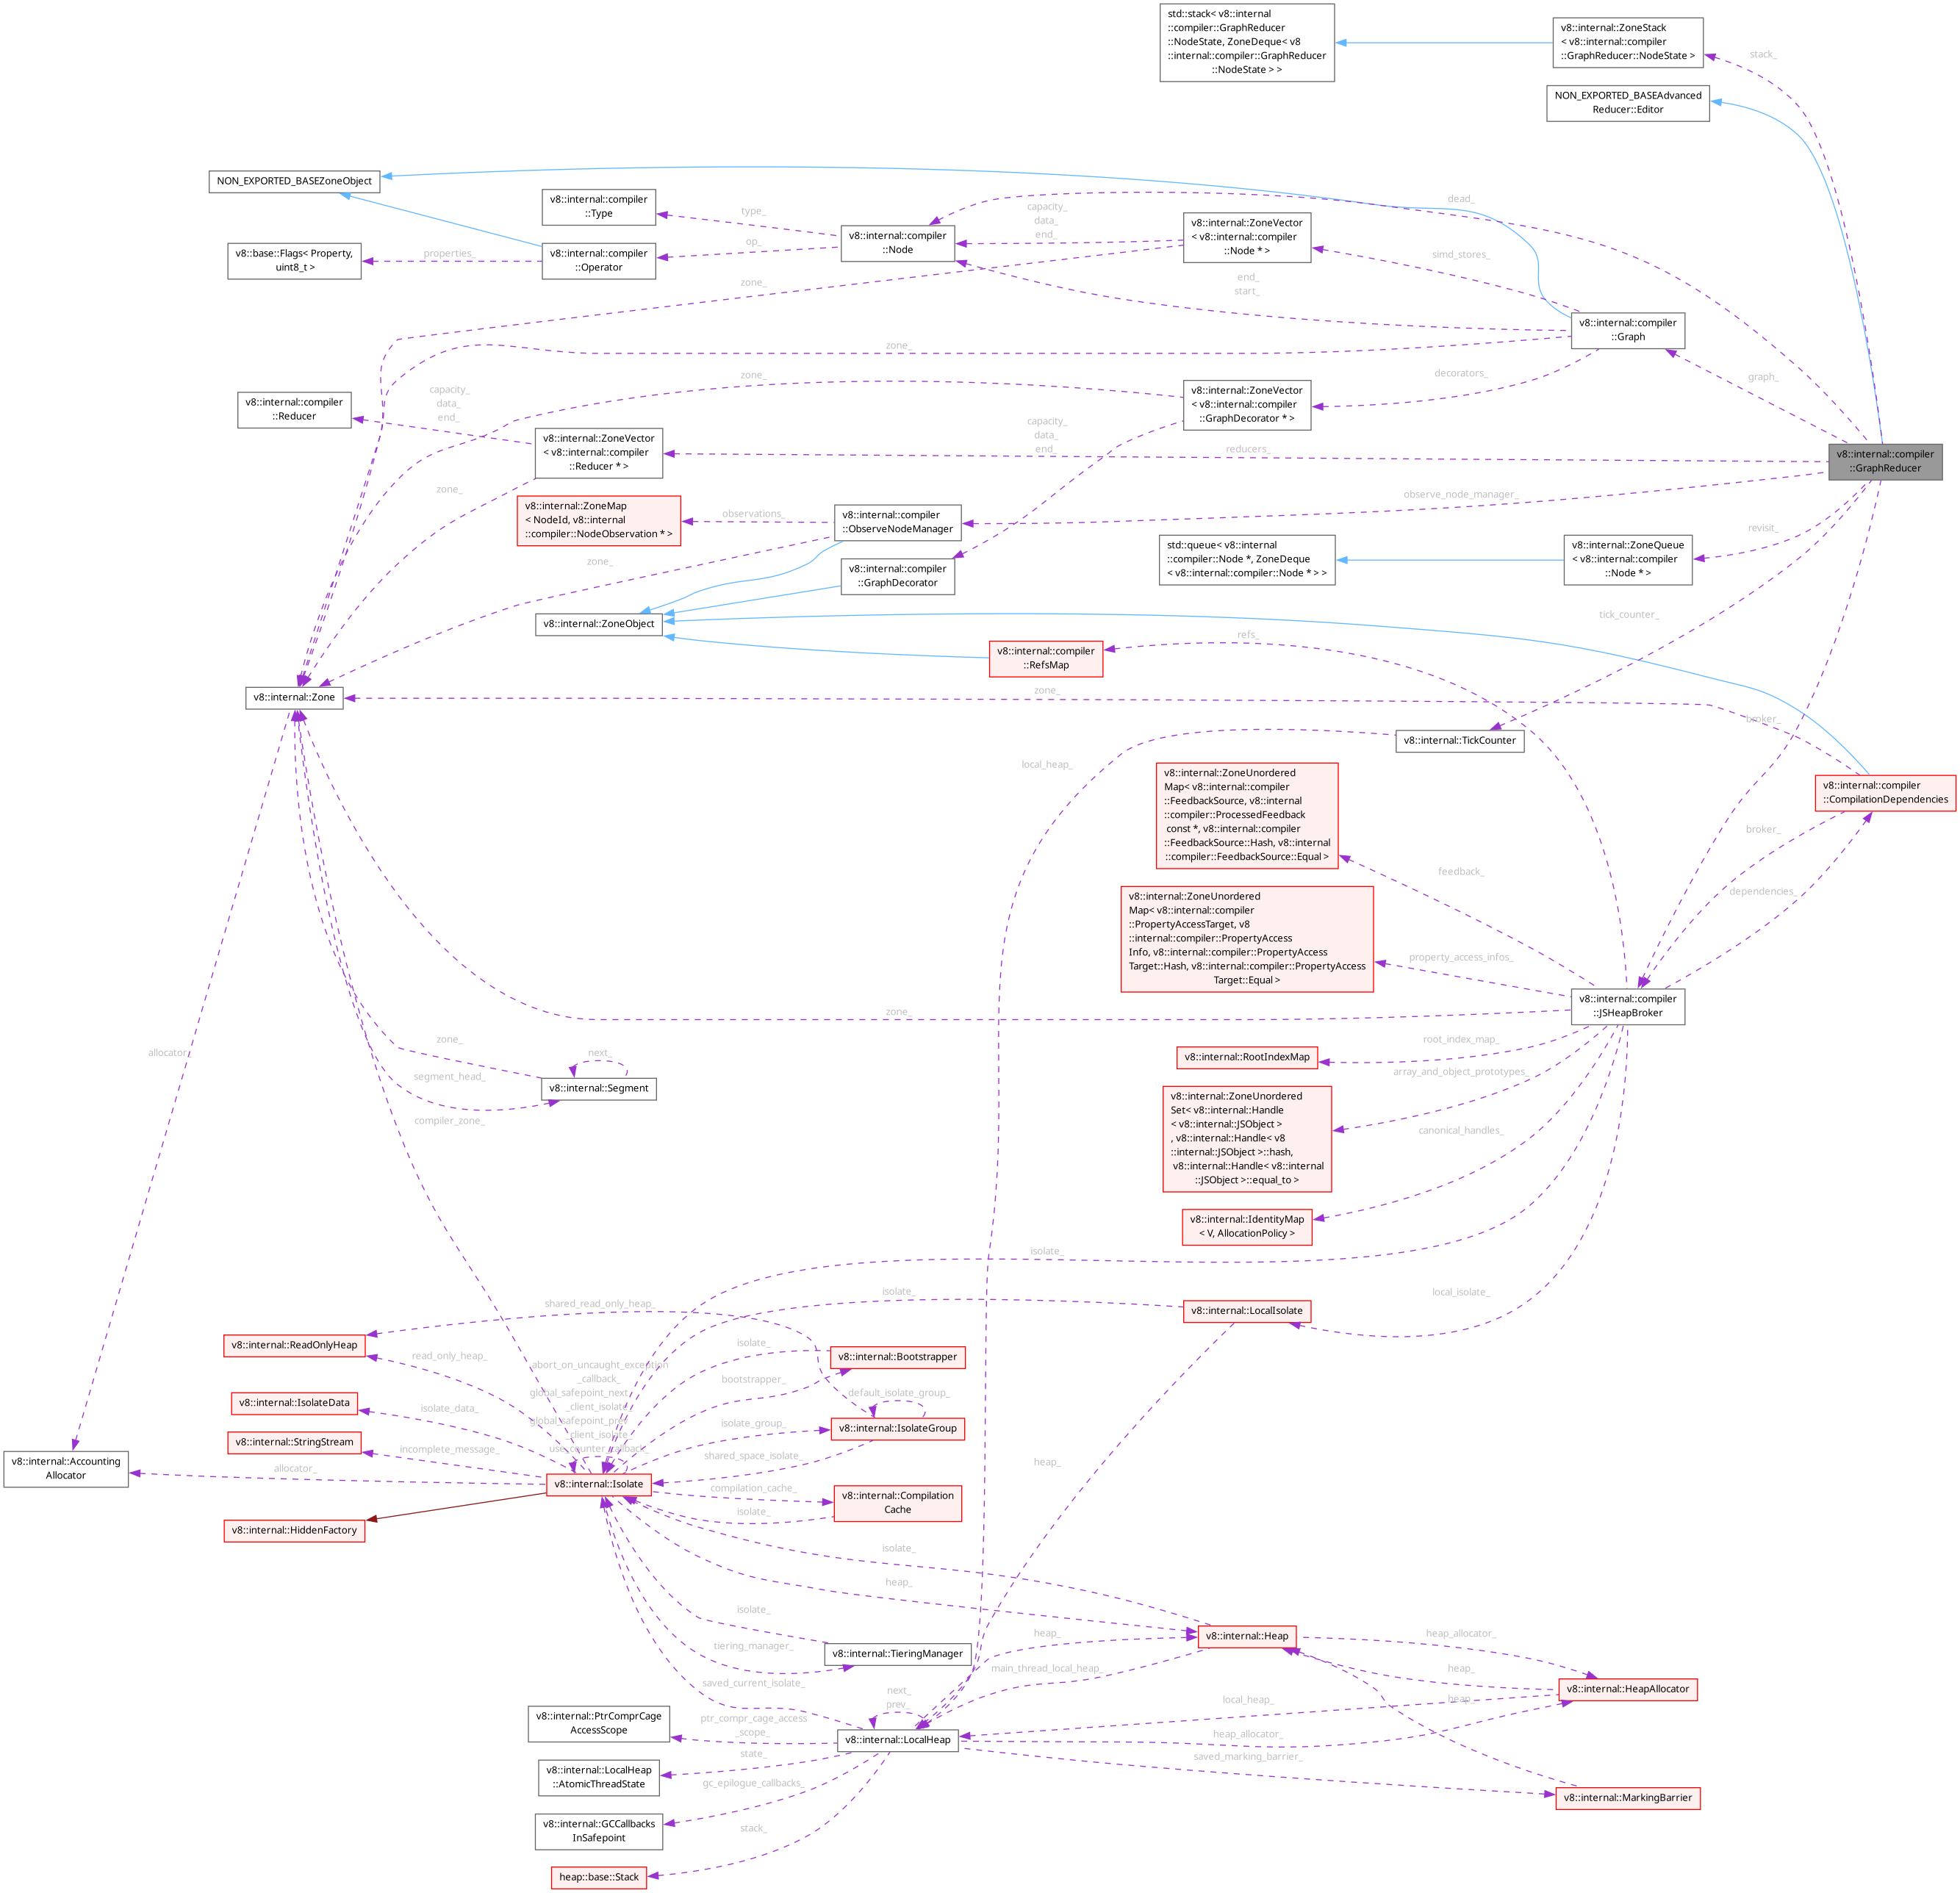 std::stack< v8::internal
::compiler::GraphReducer
::NodeState, ZoneDeque< v8
::internal::compiler::GraphReducer
::NodeState > >
v8::internal::ZoneStack
< v8::internal::compiler
::GraphReducer::NodeState >
stack_
NON_EXPORTED_BASEAdvanced
Reducer::Editor
NON_EXPORTED_BASEZoneObject
v8::internal::compiler
::Type
type_
v8::internal::compiler
::Node
capacity_
data_
end_
v8::internal::ZoneVector
< v8::internal::compiler
::Node * >
dead_
v8::base::Flags< Property,
uint8_t >
properties_
v8::internal::compiler
::Operator
op_
zone_
end_
start_
simd_stores_
v8::internal::compiler
::Graph
zone_
graph_
v8::internal::compiler
::Reducer
capacity_
data_
end_
v8::internal::ZoneVector
< v8::internal::compiler
::Reducer * >
zone_
v8::internal::ZoneVector
< v8::internal::compiler
::GraphDecorator * >
decorators_
capacity_
data_
end_
reducers_
v8::internal::compiler
::GraphReducer
zone_
v8::internal::ZoneMap
< NodeId, v8::internal
::compiler::NodeObservation * >
observations_
v8::internal::compiler
::ObserveNodeManager
observe_node_manager_
zone_
v8::internal::compiler
::GraphDecorator
std::queue< v8::internal
::compiler::Node *, ZoneDeque
< v8::internal::compiler::Node * > >
v8::internal::ZoneQueue
< v8::internal::compiler
::Node * >
revisit_
v8::internal::ZoneObject
v8::internal::compiler
::RefsMap
refs_
tick_counter_
v8::internal::Zone
zone_
v8::internal::TickCounter
local_heap_
broker_
v8::internal::ZoneUnordered
Map< v8::internal::compiler
::FeedbackSource, v8::internal
::compiler::ProcessedFeedback
const *, v8::internal::compiler
::FeedbackSource::Hash, v8::internal
::compiler::FeedbackSource::Equal >
v8::internal::compiler
::CompilationDependencies
broker_
feedback_
dependencies_
v8::internal::ZoneUnordered
Map< v8::internal::compiler
::PropertyAccessTarget, v8
::internal::compiler::PropertyAccess
Info, v8::internal::compiler::PropertyAccess
Target::Hash, v8::internal::compiler::PropertyAccess
Target::Equal >
property_access_infos_
v8::internal::compiler
::JSHeapBroker
zone_
allocator_
zone_
next_
segment_head_
v8::internal::Segment
compiler_zone_
v8::internal::RootIndexMap
root_index_map_
array_and_object_prototypes_
v8::internal::ZoneUnordered
Set< v8::internal::Handle
< v8::internal::JSObject >
, v8::internal::Handle< v8
::internal::JSObject >::hash,
v8::internal::Handle< v8::internal
::JSObject >::equal_to >
canonical_handles_
v8::internal::IdentityMap
< V, AllocationPolicy >
isolate_
local_isolate_
v8::internal::LocalIsolate
isolate_
shared_read_only_heap_
v8::internal::ReadOnlyHeap
read_only_heap_
abort_on_uncaught_exception
_callback_
global_safepoint_next
_client_isolate_
global_safepoint_prev
_client_isolate_
use_counter_callback_
isolate_
v8::internal::Bootstrapper
bootstrapper_
default_isolate_group_
v8::internal::IsolateData
isolate_data_
isolate_group_
v8::internal::IsolateGroup
v8::internal::StringStream
incomplete_message_
shared_space_isolate_
v8::internal::Accounting
Allocator
allocator_
v8::internal::Isolate
compilation_cache_
v8::internal::Compilation
Cache
isolate_
heap_
v8::internal::HiddenFactory
isolate_
heap_
isolate_
v8::internal::TieringManager
tiering_manager_
heap_
v8::internal::Heap
heap_allocator_
saved_current_isolate_
main_thread_local_heap_
heap_
v8::internal::HeapAllocator
heap_
next_
prev_
local_heap_
v8::internal::PtrComprCage
AccessScope
ptr_compr_cage_access
_scope_
v8::internal::LocalHeap
heap_allocator_
state_
saved_marking_barrier_
v8::internal::LocalHeap
::AtomicThreadState
gc_epilogue_callbacks_
v8::internal::MarkingBarrier
v8::internal::GCCallbacks
InSafepoint
stack_
heap::base::Stack